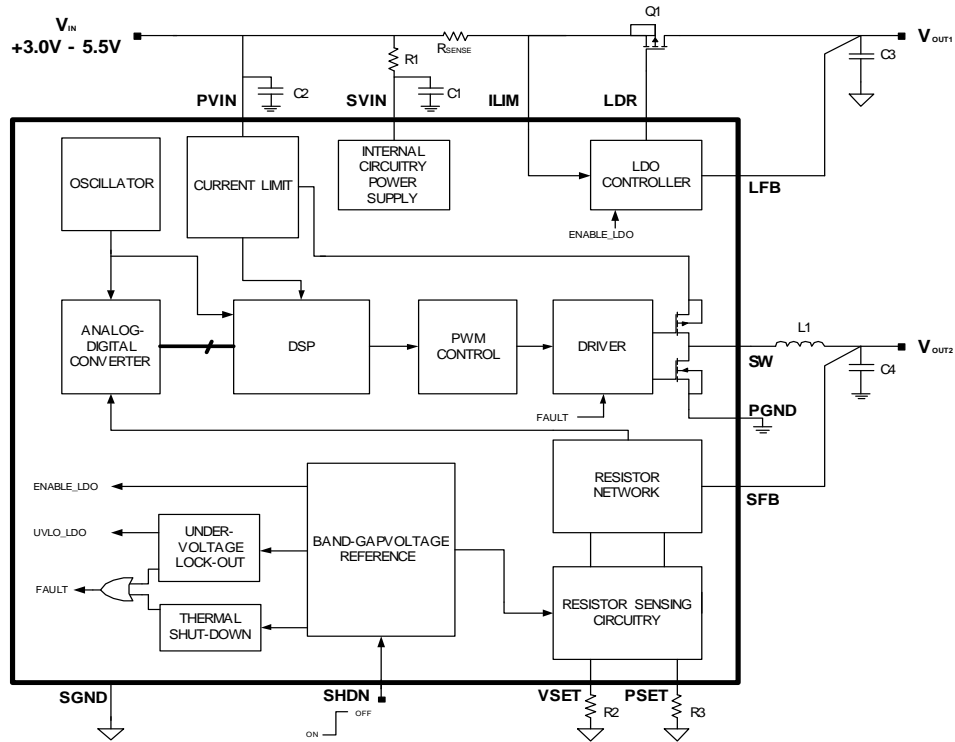 Q1
VIN
+3.0V - 5.5V
RSENSE
VOUT1
R1
C3
C2
C1
PVIN
SVIN
ILIM
LDR
OSCILLATOR
CURRENT LIMIT
INTERNAL
CIRCUITRY
POWER
SUPPLY
LDO
CONTROLLER
LFB
ENABLE_LDO
ANALOG-
DIGITAL
CONVERTER
DSP
PWM
CONTROL
DRIVER
L1
VOUT2
SW
C4
PGND
FAULT
RESISTOR
NETWORK
SFB
ENABLE_LDO
UVLO_LDO
UNDER-
VOLTAGE
LOCK-OUT
BAND-GAPVOLTAGE
REFERENCE
FAULT
THERMAL
SHUT-DOWN
RESISTOR SENSING
CIRCUITRY
SGND
SHDN
VSET
PSET
R2
R3
OFF
ON